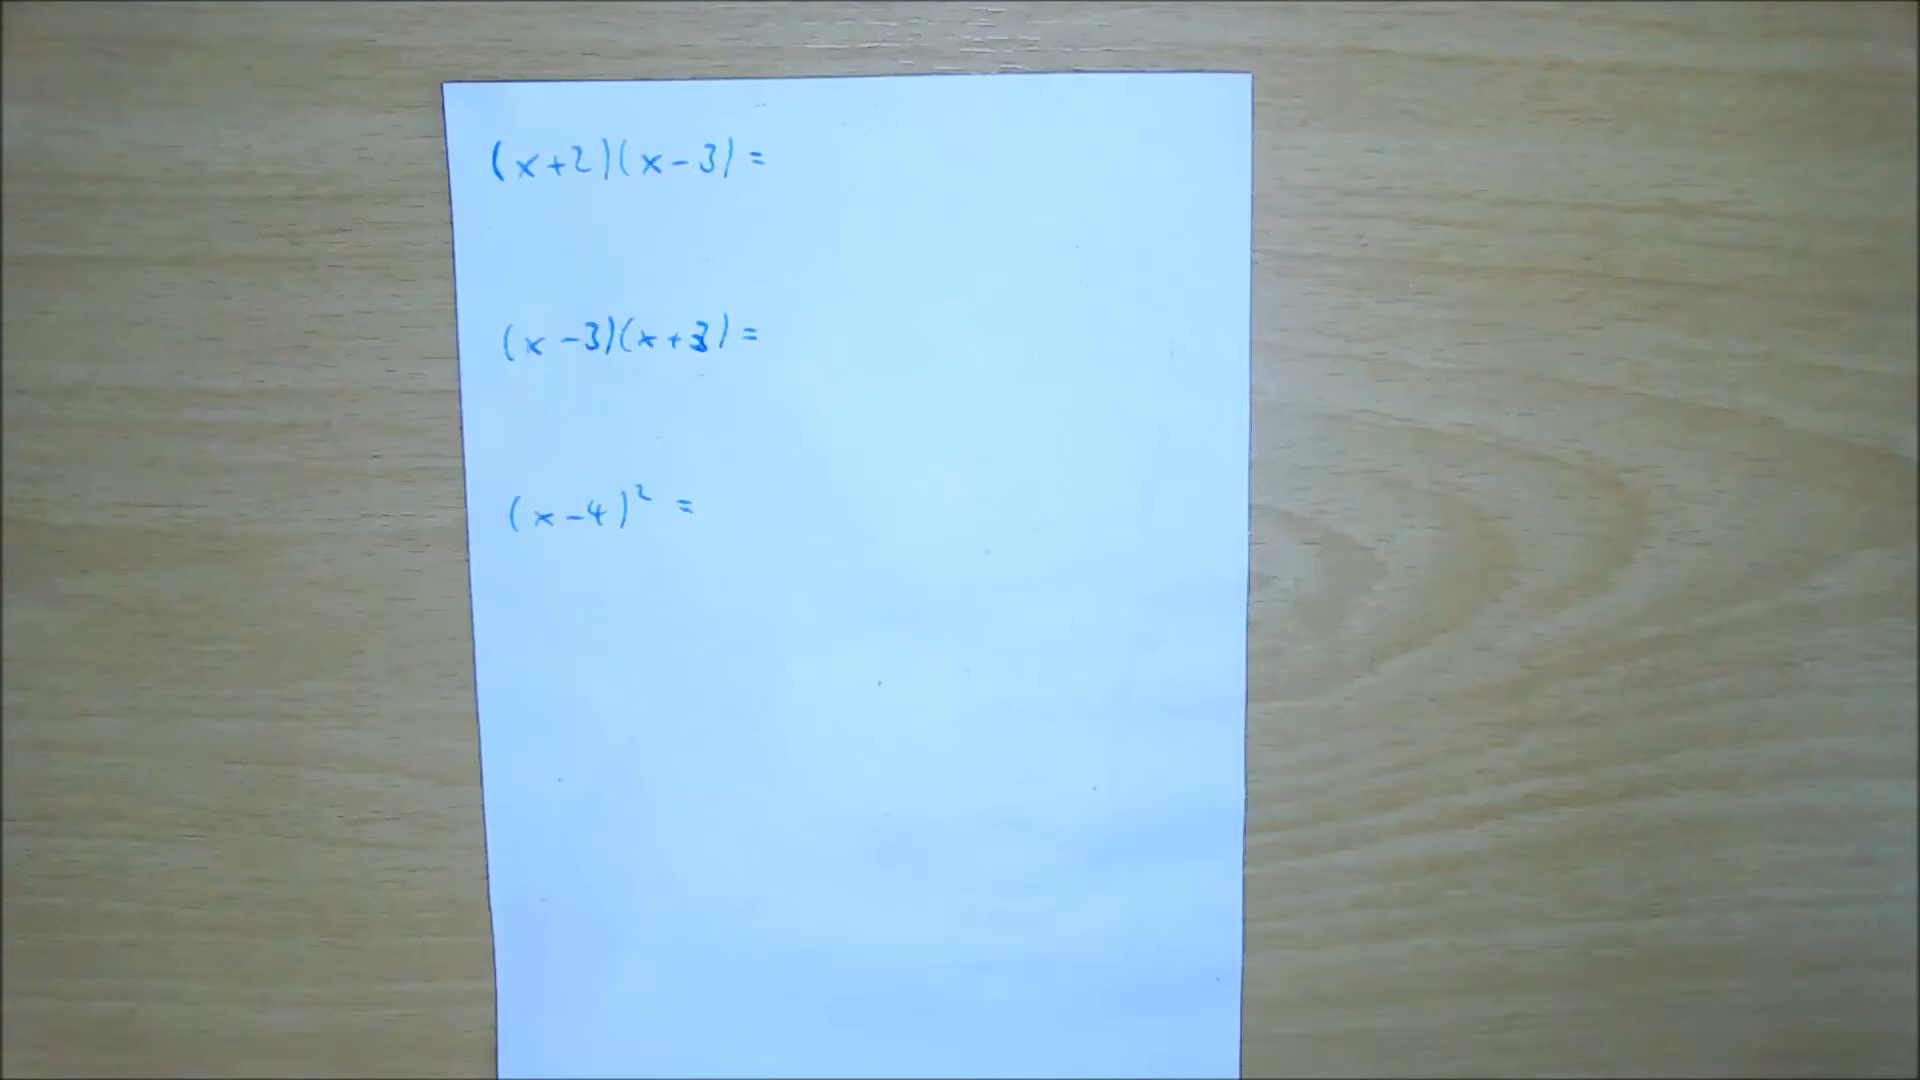 (x+2)(x-3)=
(x-3)(x+3)=
(x-4)² =